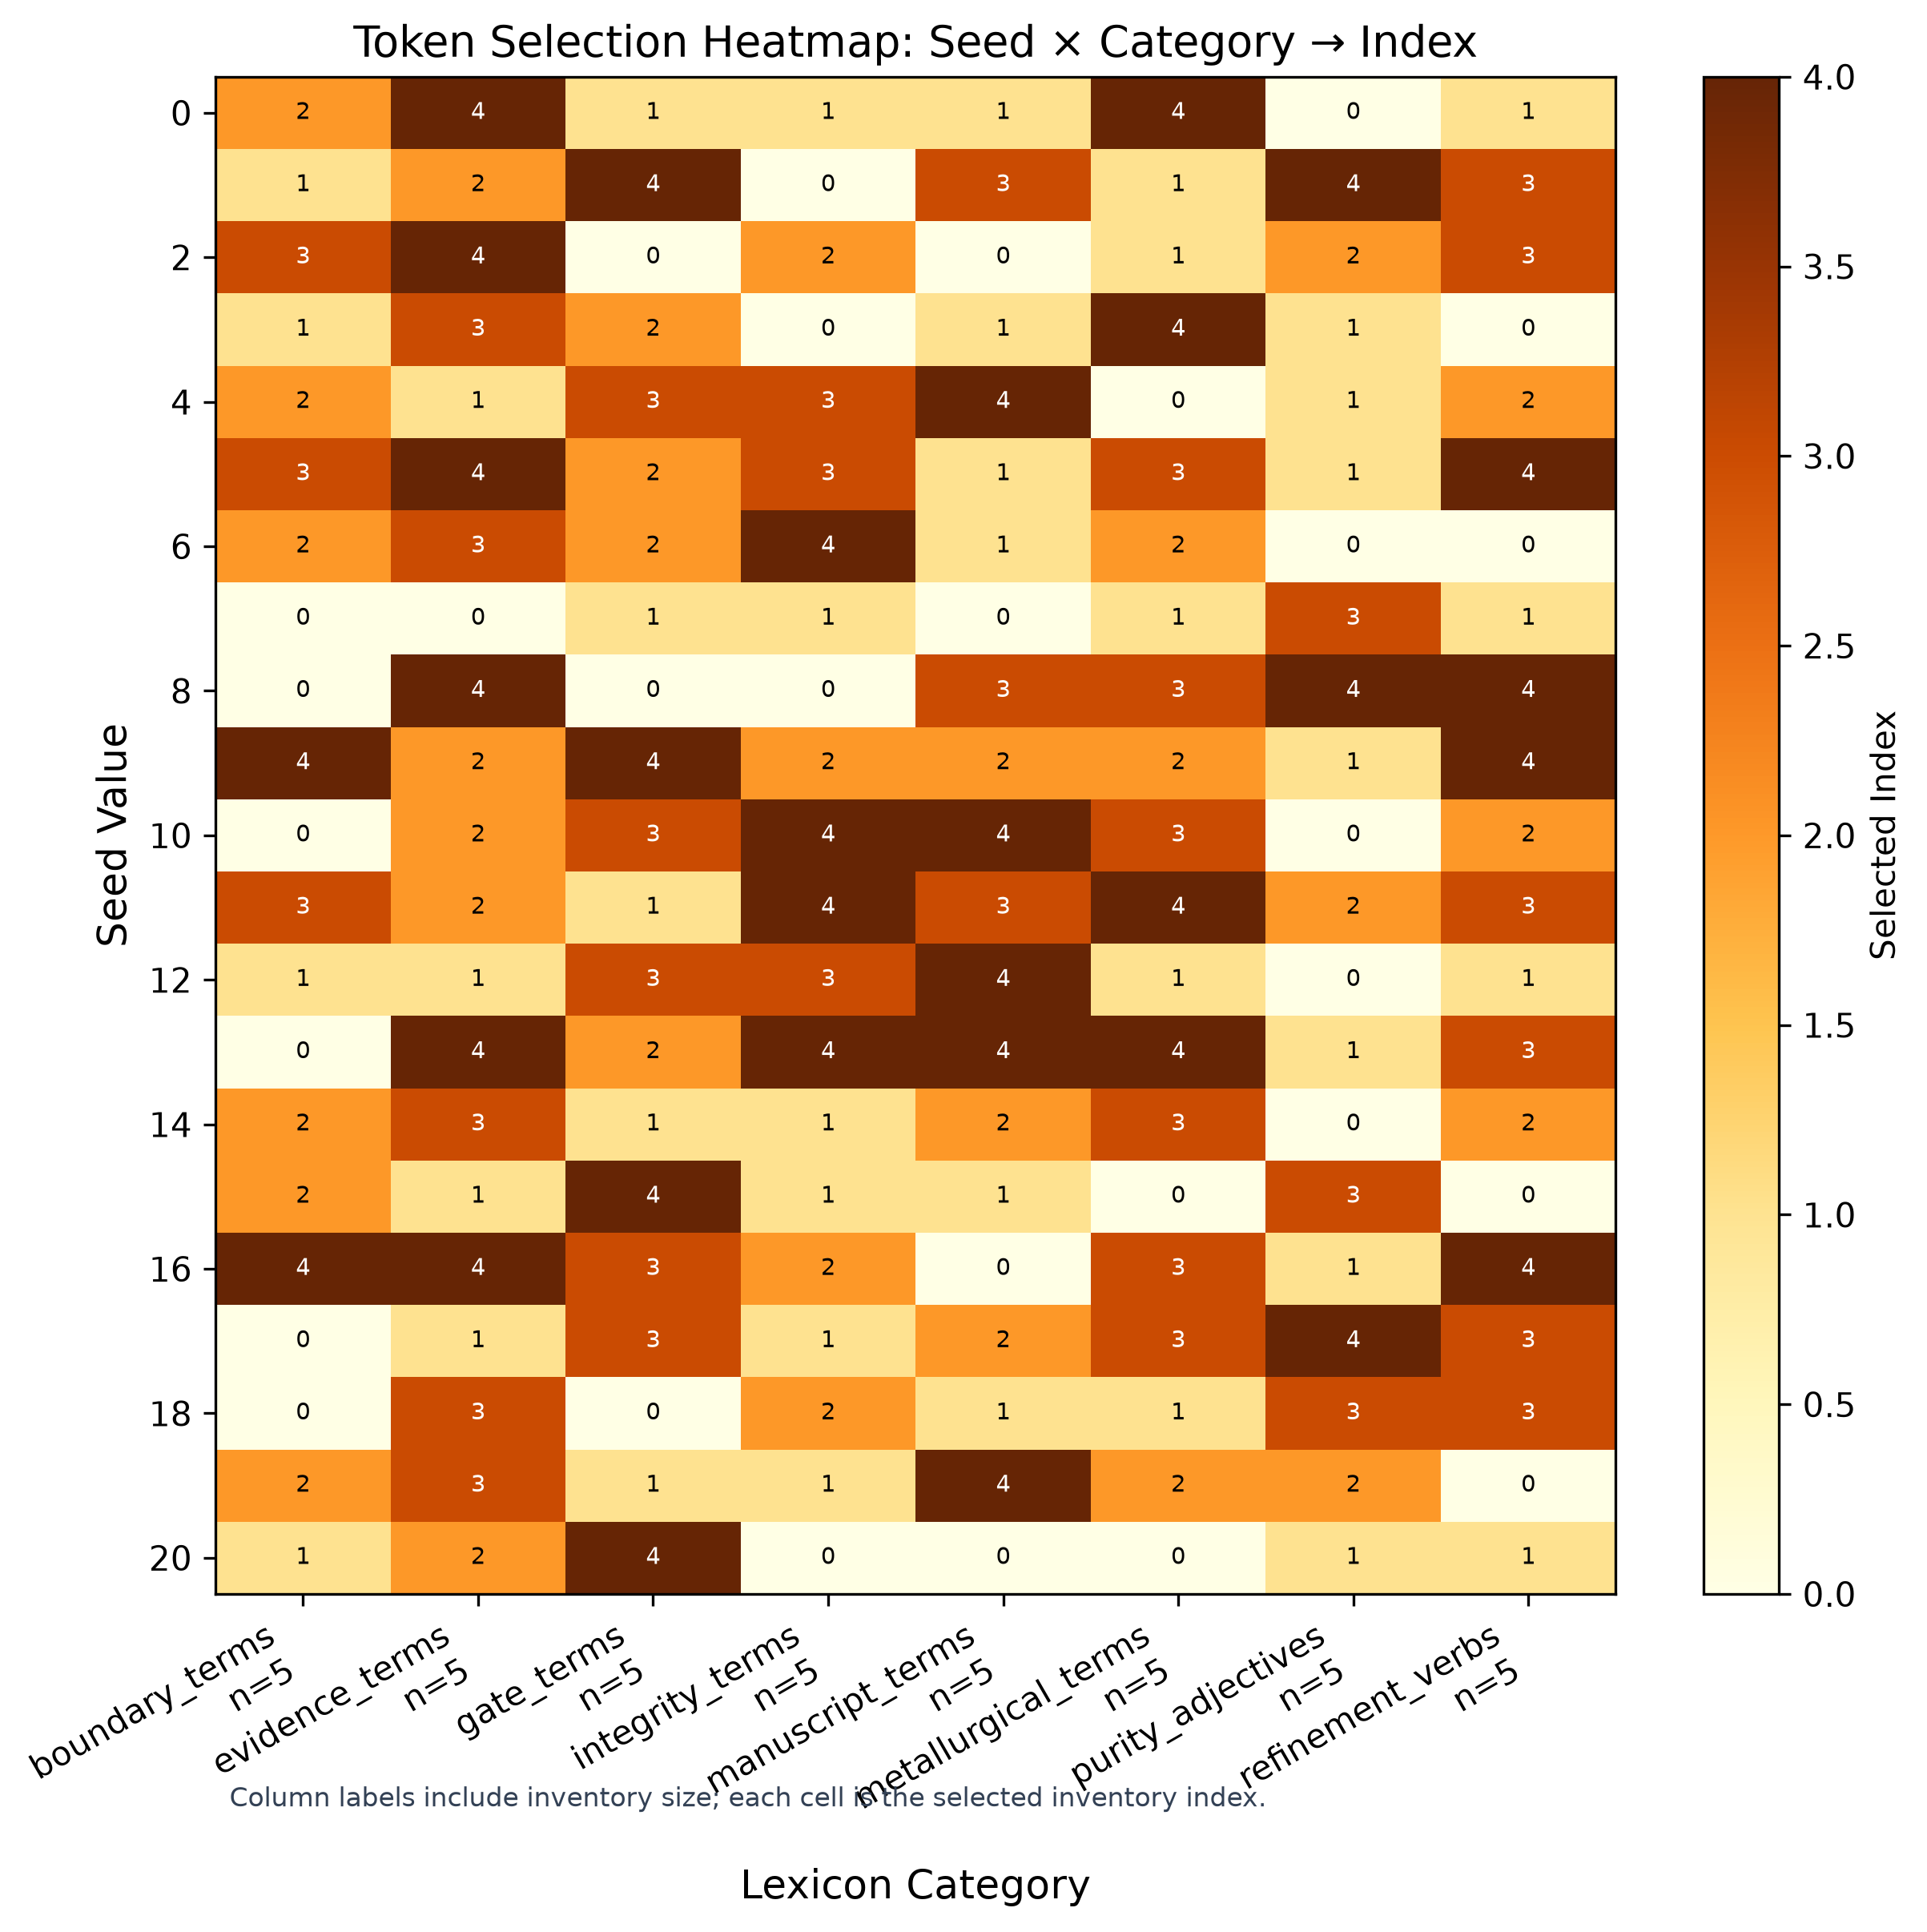 Token Selection Heatmap: Seed × Category → Index
0 2 4 1 1 1 4 0 1
1 2 4 0 3 1 4 3
2 3 4 0 2 0 1 2 3
1 3 2 0 1 4 1 0
4 2 1 3 3 4 0 1 2
3 4 2 3 1 3 1 4
6 2 3 2 4 1 2 0 0
0 0 1 1 0 1 3 1
8 0 4 0 0 3 3 4 4
4 2 4 2 2 2 1 4
10 0 2 3 4 4 3 0 2
3 2 1 4 3 4 2 3
12 1 1 3 3 4 1 0 1
0 4 2 4 4 4 1 3
14 2 3 1 1 2 3 0 2
2 1 4 1 1 0 3 0
16 4 4 3 2 0 3 1 4
0 1 3 1 2 3 4 3
18 0 3 0 2 1 1 3 3
2 3 1 1 4 2 2 0
20 1 2 4 0 0 0 1 1
Seed Value
boundary_terms
n=5
evidence_terms
n=5
gate_terms
n=5
integrity_terms
n=5
manuscript_terms
n=5
metallurgical_terms
n=5
purity_adjectives
n=5
refinement_verbs
n=5
Column labels include inventory size; each cell is the selected inventory index.
Lexicon Category
4.0
3.5
3.0
2.5
2.0
1.5
1.0
0.5
0.0
Selected Index